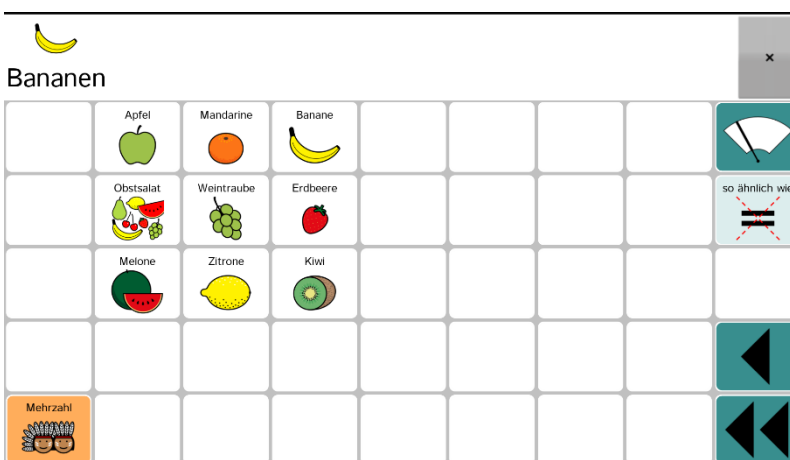 Bananen
×
Apfel
Mandarine
Banane
Obstsalat
Weintraube
Erdbeere
so ähnlich wie
Melone
Zitrone
Kiwi
Mehrzahl